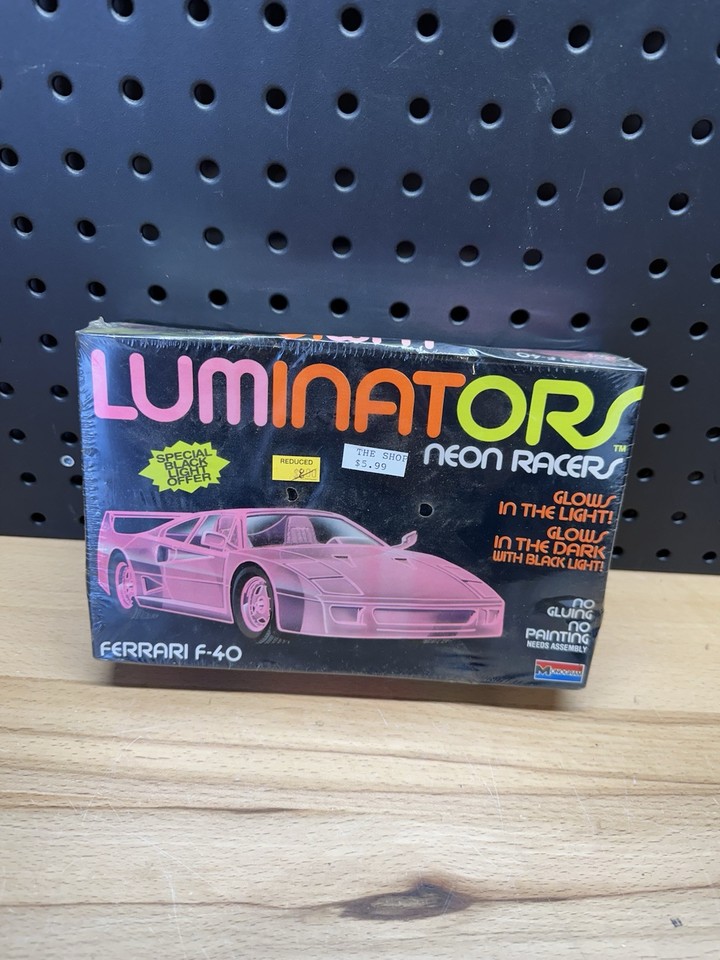 LUMINATORS™
NEON RACERS
SPECIAL
BLACK
LIGHT
OFFER
REDUCED
THE SHOP
$5.99
GLOWS
IN THE LIGHT!
GLOWS
IN THE DARK
WITH BLACK LIGHT!
NO
GLUING
NO
PAINTING
NEEDS ASSEMBLY
FERRARI F-40
MONOGRAM